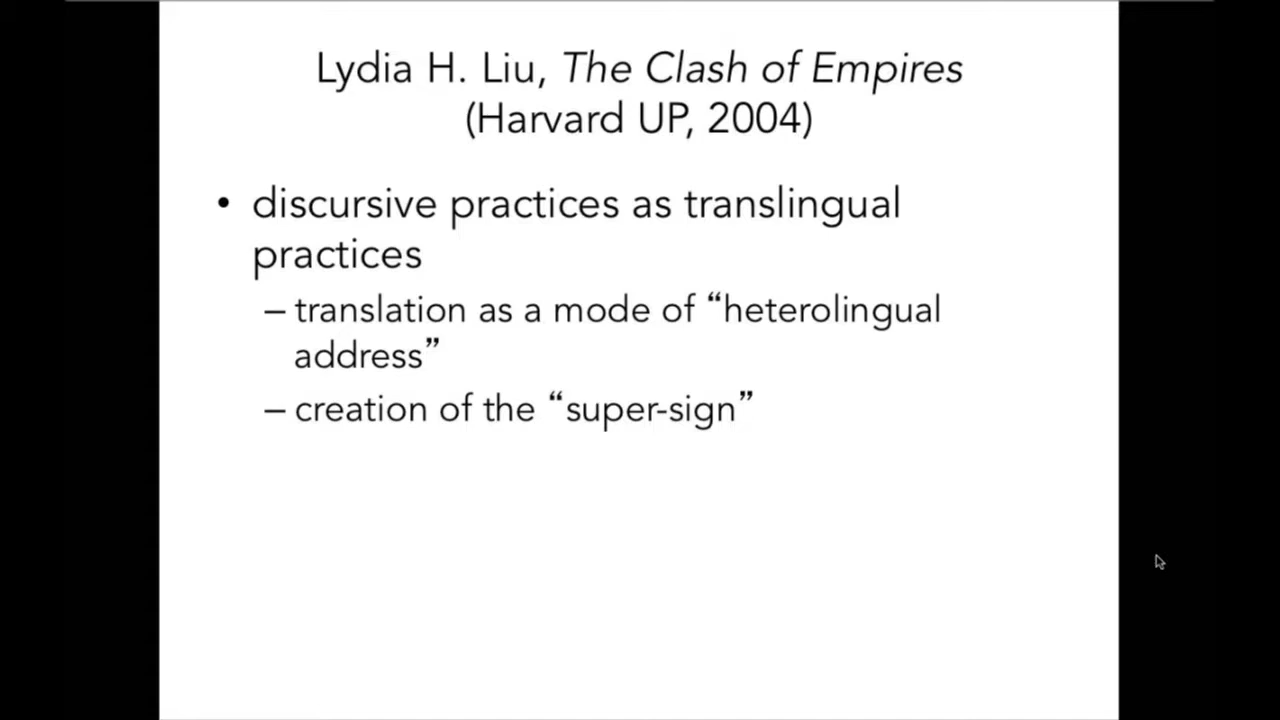 Lydia H. Liu, The Clash of Empires
(Harvard UP, 2004)
• discursive practices as translingual
practices
– translation as a mode of “heterolingual
address”
– creation of the “super-sign”